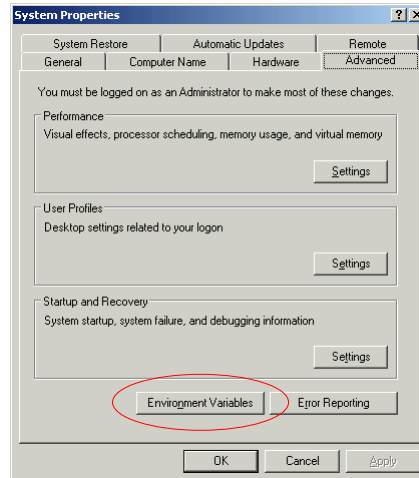 System Properties
System Restore Automatic Updates Remote
General Computer Name Hardware Advanced
You must be logged on as an Administrator to make most of these changes.
Performance
Visual effects, processor scheduling, memory usage, and virtual memory
Settings
User Profiles
Desktop settings related to your logon
Settings
Startup and Recovery
System startup, system failure, and debugging information
Settings
Environment Variables Error Reporting
OK Cancel Apply